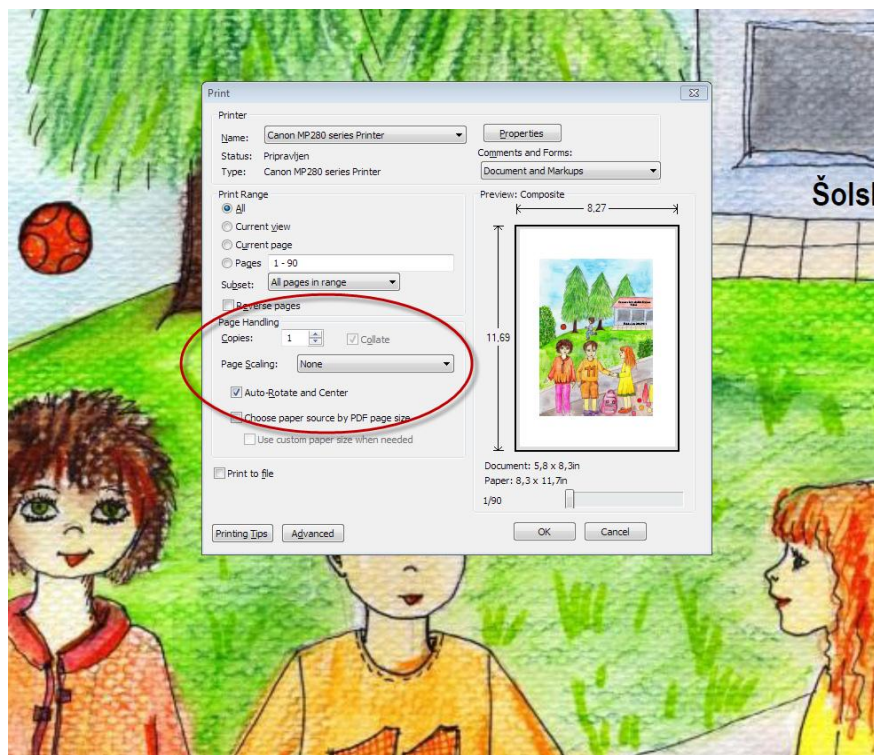 Print
Printer
Name: Canon MP280 series Printer Properties
Status: Pripravljen Comments and Forms:
Type: Canon MP280 series Printer Document and Markups
Print Range Preview: Composite
All 8,27
Current view
Current page
Pages 1 - 90
Subset: All pages in range
Reverse pages
Page Handling
Copies: 1 Collate 11,69
Page Scaling: None
Auto-Rotate and Center
Choose paper source by PDF page size
Use custom paper size when needed
Print to file
Document: 5,8 x 8,3in
Paper: 8,3 x 11,7in
1/90
Printing Tips Advanced OK Cancel